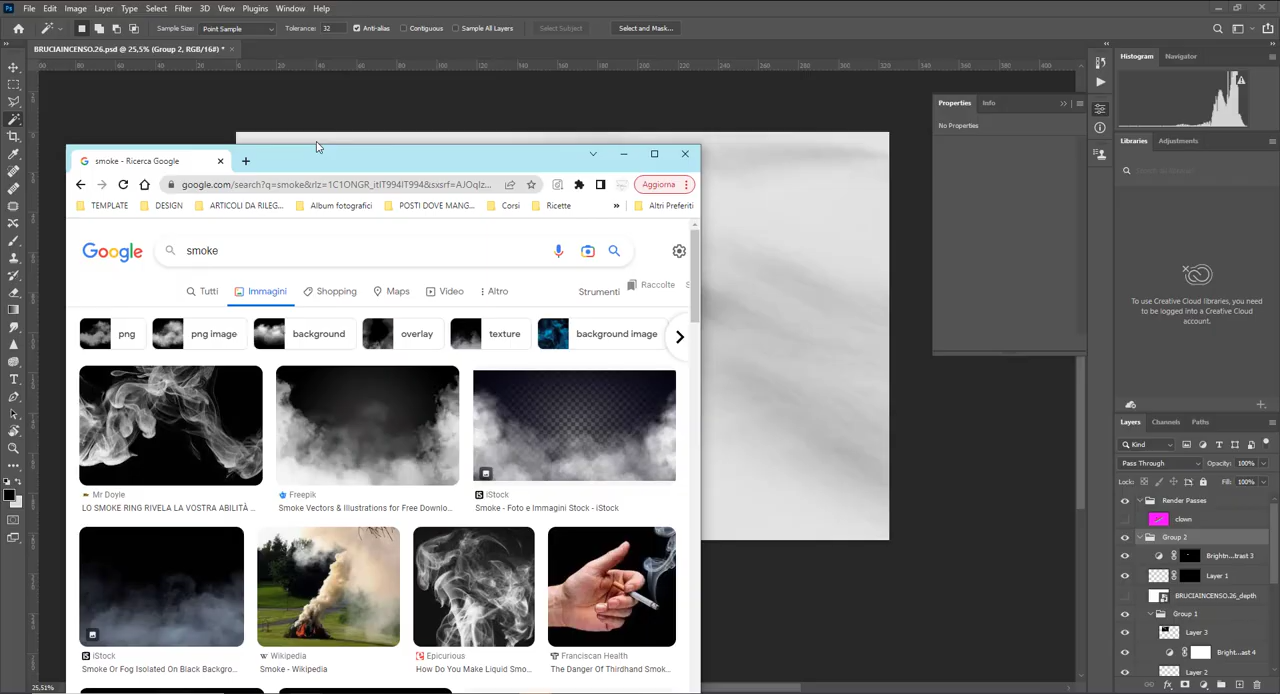 File Edit Image Layer Type Select Filter 3D View Plugins Window Help
Sample Size: Point Sample Tolerance: 32 Anti-alias Contiguous Sample All Layers Select Subject Select and Mask...
BRUCIAINCENSO.26.psd @ 25,5% (Group 2, RGB/16#) *
Histogram Navigator
Properties Info
No Properties
Libraries Adjustments
To use Creative Cloud libraries, you need
to be logged into a Creative Cloud
account.
smoke - Ricerca Google
google.com/search?q=smoke&rlz=1C1ONGR_itIT994IT994&sxsrf=AJOqlz...
Aggiorna
TEMPLATE DESIGN ARTICOLI DA RILEG... Album fotografici POSTI DOVE MANG... Corsi Ricette » Altri Preferiti
Google smoke
Tutti Immagini Shopping Maps Video Altro Strumenti Raccolte
png png image background overlay texture background image
Mr Doyle
LO SMOKE RING RIVELA LA VOSTRA ABILITÀ ...
Freepik
Smoke Vectors & Illustrations for Free Downlo...
iStock
Smoke - Foto e Immagini Stock - iStock
iStock
Smoke Or Fog Isolated On Black Backgro...
Wikipedia
Smoke - Wikipedia
Epicurious
How Do You Make Liquid Smo...
Franciscan Health
The Danger Of Thirdhand Smok...
Layers Channels Paths
Kind
Pass Through Opacity: 100%
Lock: Fill: 100%
Render Passes
clown
Group 2
Brightn...trast 3
Layer 1
BRUCIAINCENSO.26_depth
Group 1
Layer 3
Bright...ast 4
Layer 2
25,51%